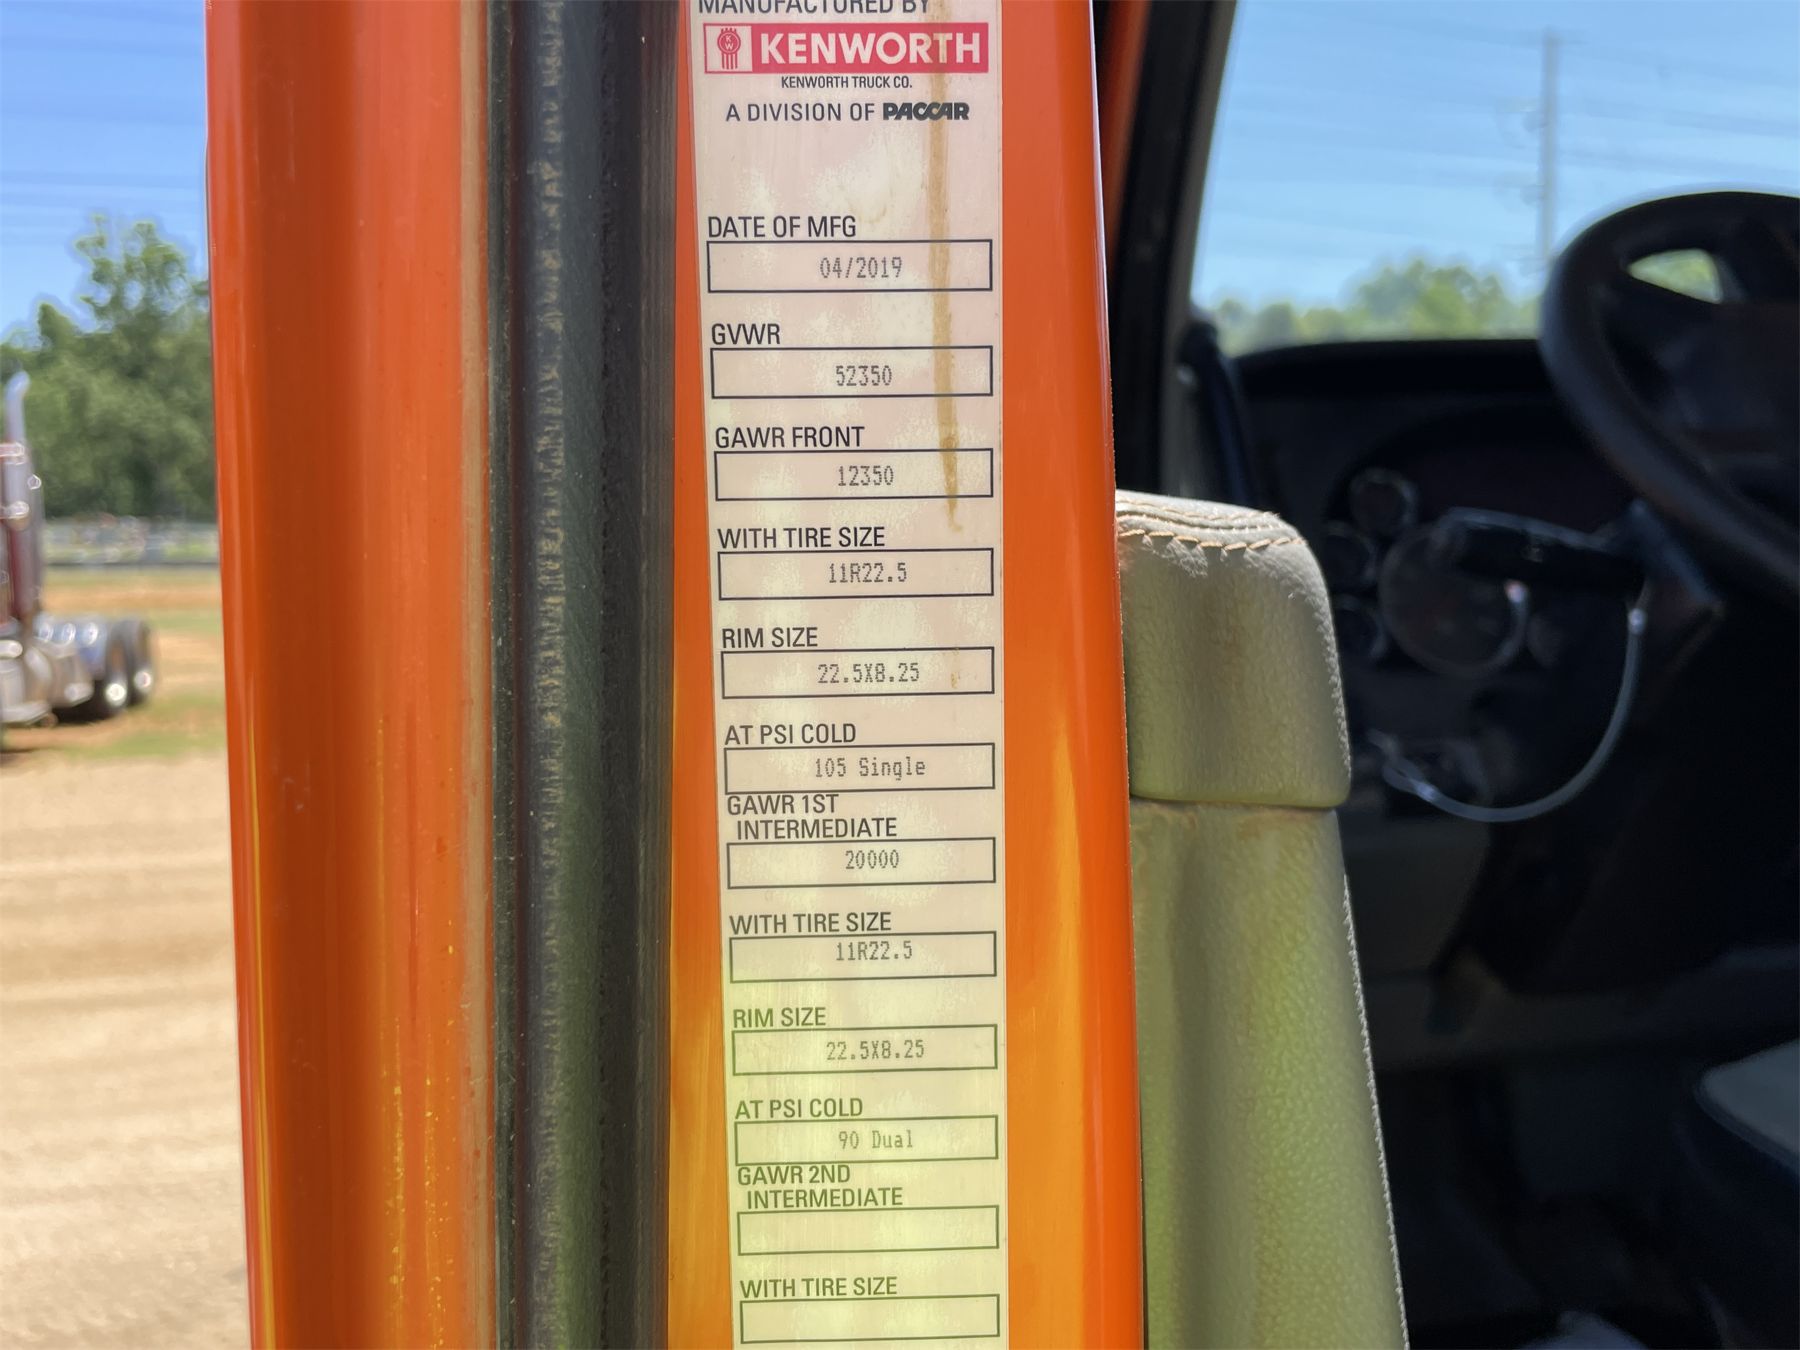 MANUFACTURED BY
KW KENWORTH
KENWORTH TRUCK CO.
A DIVISION OF PACCAR
DATE OF MFG
04/2019
GVWR
52350
GAWR FRONT
12350
WITH TIRE SIZE
11R22.5
RIM SIZE
22.5X8.25
AT PSI COLD
105 Single
GAWR 1ST
INTERMEDIATE
20000
WITH TIRE SIZE
11R22.5
RIM SIZE
22.5X8.25
AT PSI COLD
90 Dual
GAWR 2ND
INTERMEDIATE
WITH TIRE SIZE